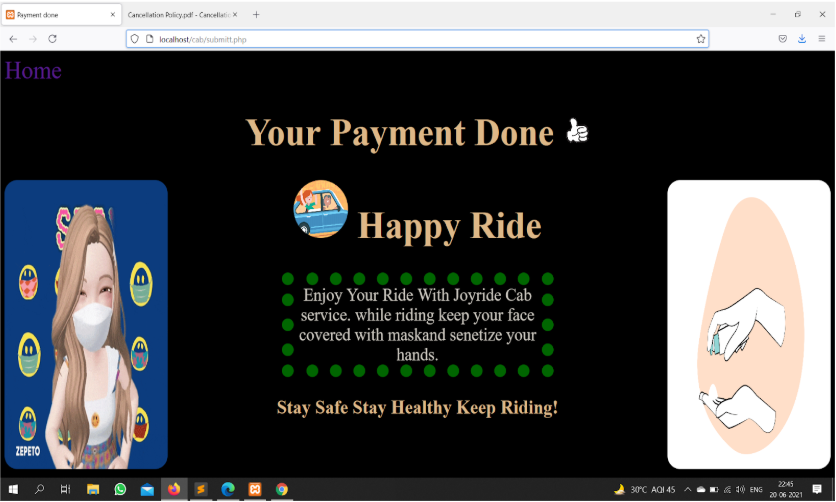 Payment done
Cancellation Policy.pdf - Cancellatio
localhost/cab/submitt.php
Home
Your Payment Done
Happy Ride
Enjoy Your Ride With Joyride Cab
service. while riding keep your face
covered with maskand senetize your
hands.
Stay Safe Stay Healthy Keep Riding!
ZEPETO
30°C AQI 45
ENG
22:45
20-06-2021